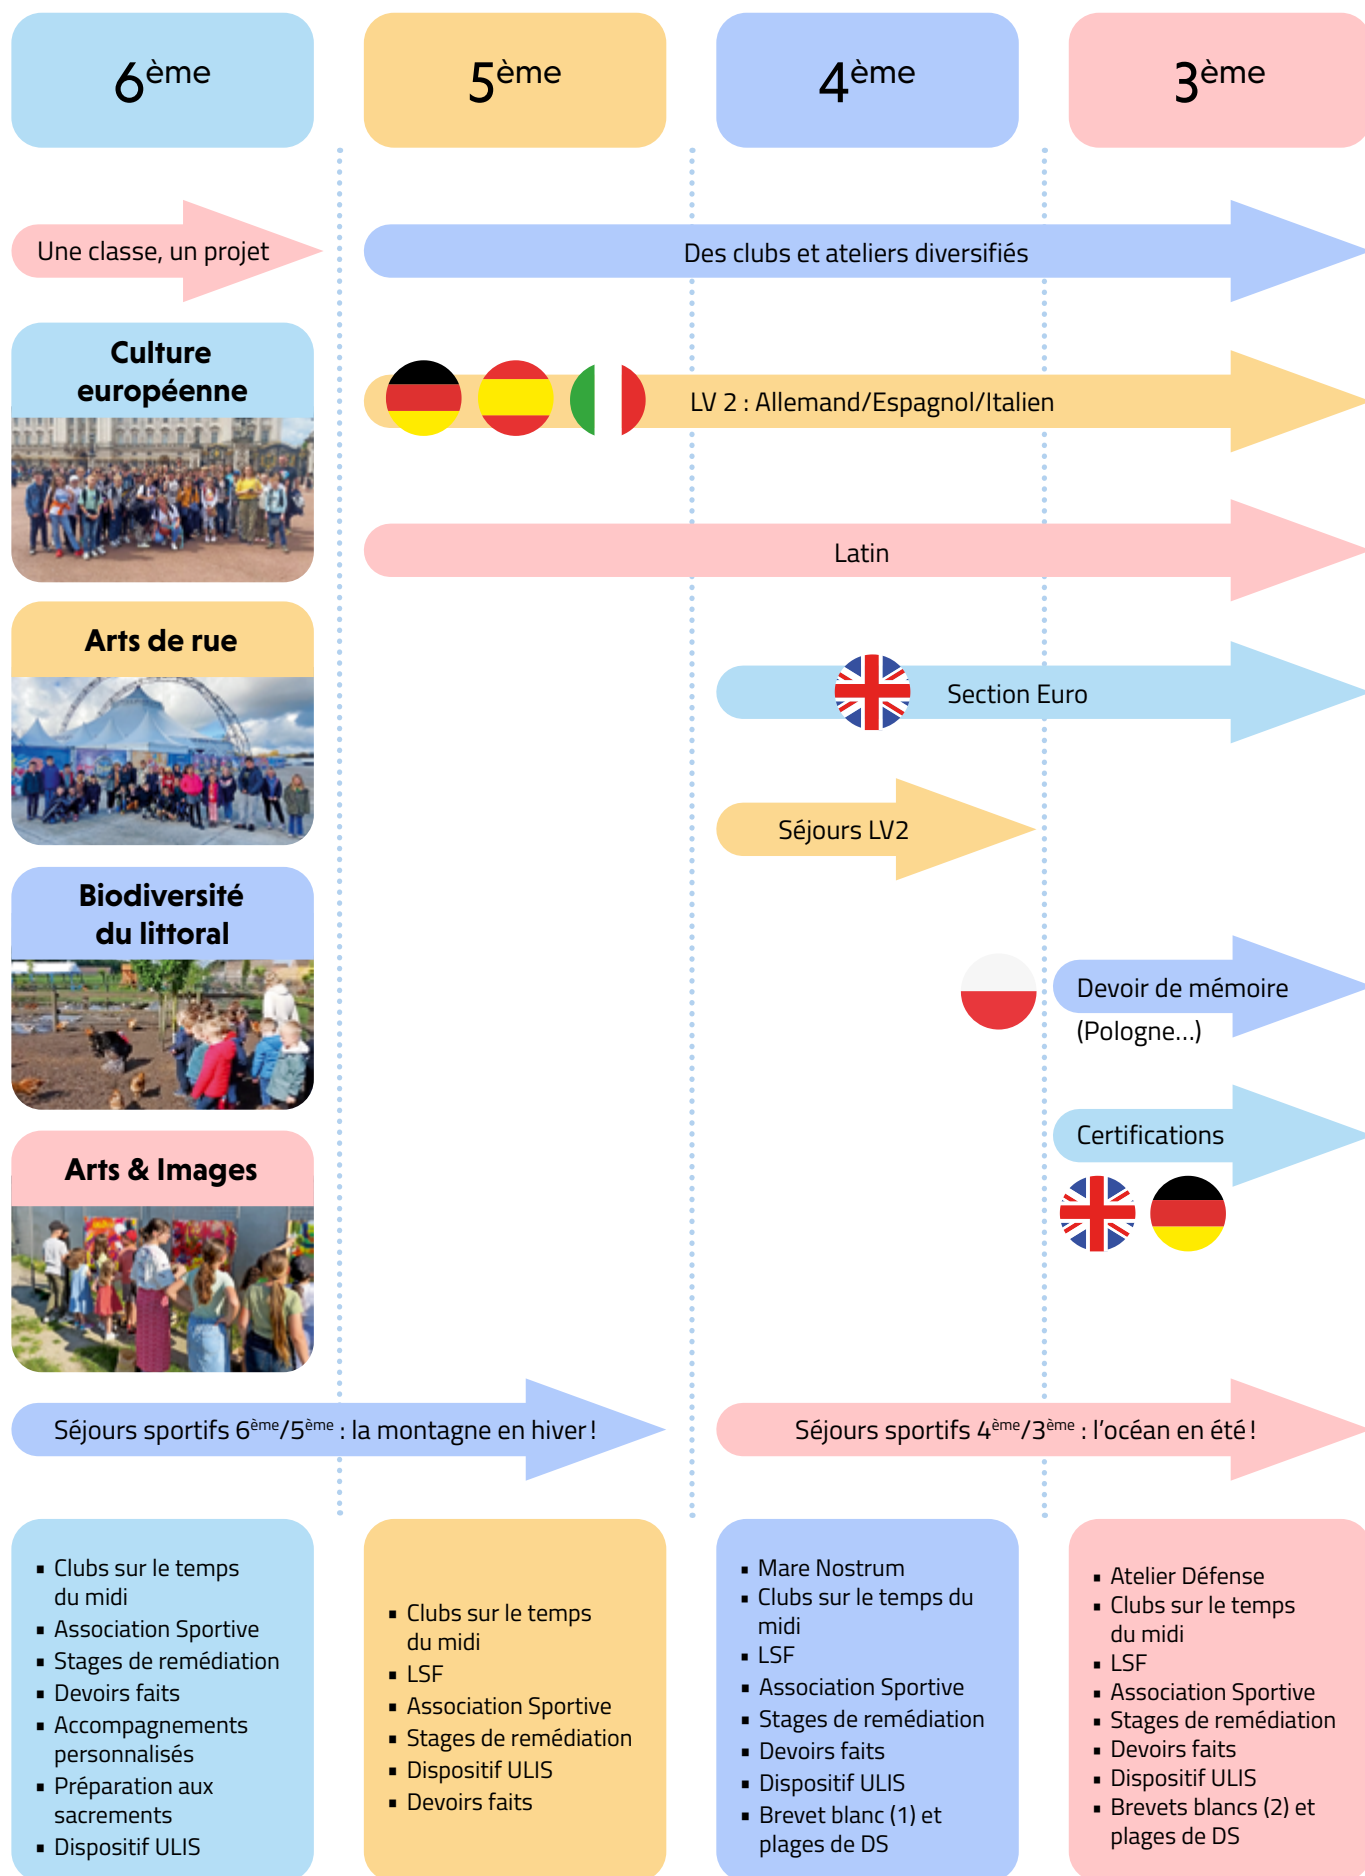 6ème
5ème
4ème
3ème
Une classe, un projet
Des clubs et ateliers diversifiés
Culture
européenne
LV 2 : Allemand/Espagnol/Italien
Latin
Arts de rue
Section Euro
Séjours LV2
Biodiversité
du littoral
Devoir de mémoire
(Pologne...)
Certifications
Arts & Images
Séjours sportifs 6ème/5ème : la montagne en hiver !
Séjours sportifs 4ème/3ème : l'océan en été !
▪ Clubs sur le temps
du midi
▪ Association Sportive
▪ Stages de remédiation
▪ Devoirs faits
▪ Accompagnements
personnalisés
▪ Préparation aux
sacrements
▪ Dispositif ULIS
▪ Clubs sur le temps
du midi
▪ LSF
▪ Association Sportive
▪ Stages de remédiation
▪ Dispositif ULIS
▪ Devoirs faits
▪ Mare Nostrum
▪ Clubs sur le temps du
midi
▪ LSF
▪ Association Sportive
▪ Stages de remédiation
▪ Devoirs faits
▪ Dispositif ULIS
▪ Brevet blanc (1) et
plages de DS
▪ Atelier Défense
▪ Clubs sur le temps
du midi
▪ LSF
▪ Association Sportive
▪ Stages de remédiation
▪ Devoirs faits
▪ Dispositif ULIS
▪ Brevets blancs (2) et
plages de DS